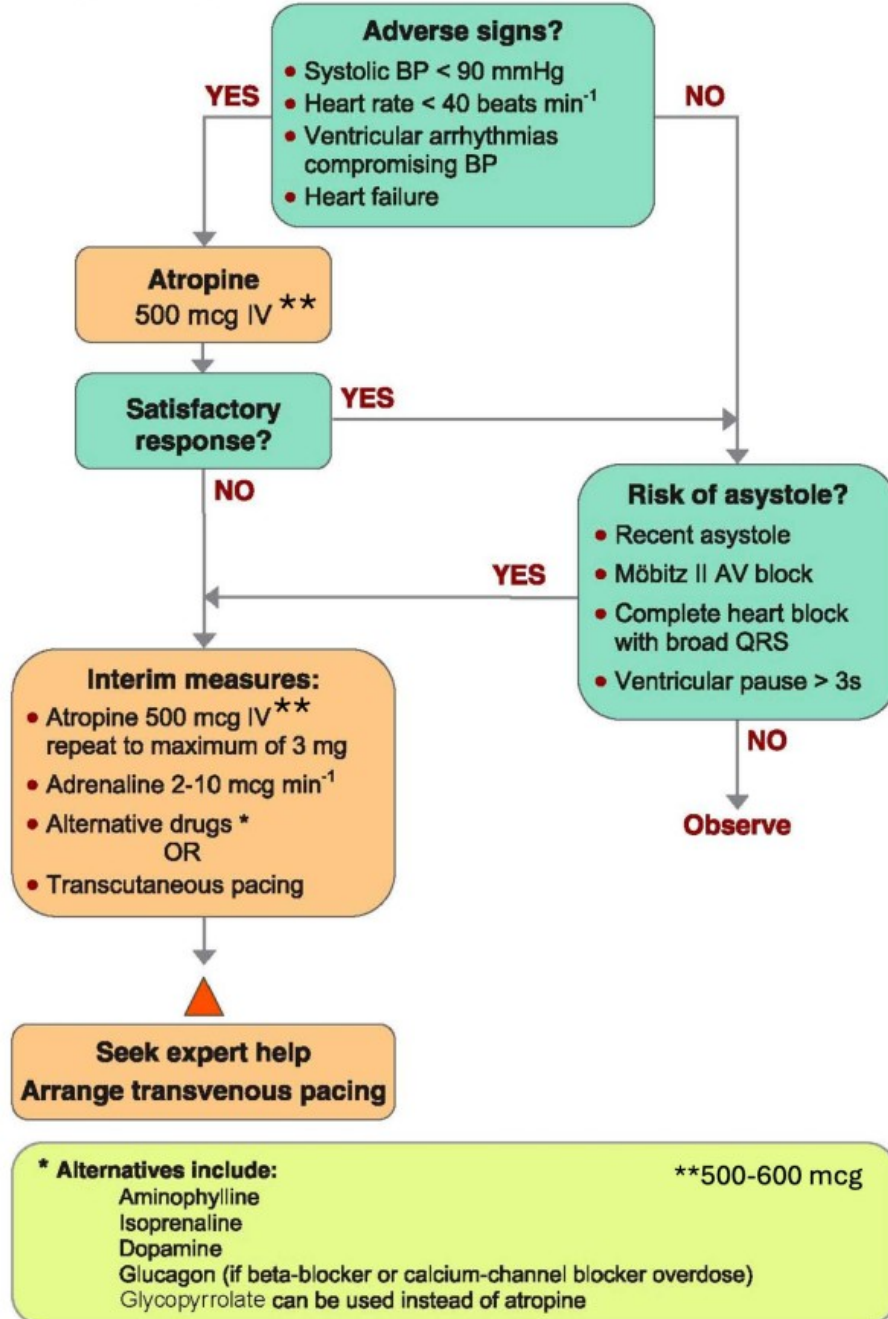 Adverse signs?
• Systolic BP < 90 mmHg
• Heart rate < 40 beats min⁻¹
• Ventricular arrhythmias
compromising BP
• Heart failure
YES
NO
Atropine
500 mcg IV **
Satisfactory
response?
YES
NO
Risk of asystole?
• Recent asystole
• Möbitz II AV block
• Complete heart block
with broad QRS
• Ventricular pause > 3s
YES
NO
Observe
Interim measures:
• Atropine 500 mcg IV **
repeat to maximum of 3 mg
• Adrenaline 2-10 mcg min⁻¹
• Alternative drugs *
OR
• Transcutaneous pacing
Seek expert help
Arrange transvenous pacing
* Alternatives include:
Aminophylline
Isoprenaline
Dopamine
Glucagon (if beta-blocker or calcium-channel blocker overdose)
Glycopyrrolate can be used instead of atropine
**500-600 mcg